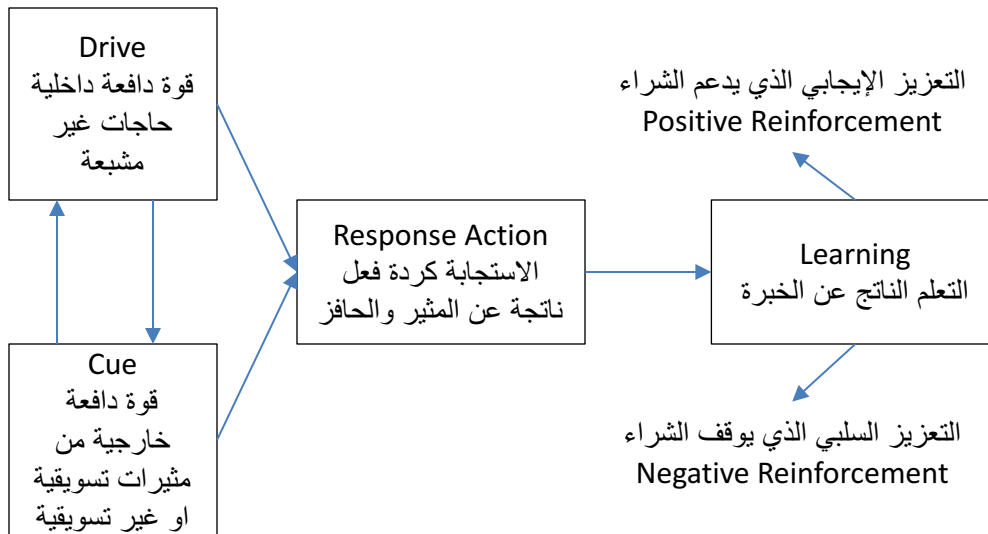 Drive
قوة دافعة داخلية
حاجات غير
مشبعة
Cue
قوة دافعة
خارجية من
مثيرات تسويقية
او غير تسويقية
Response Action
الاستجابة كردة فعل
ناتجة عن المثير والحافز
Learning
التعلم الناتج عن الخبرة
التعزيز الإيجابي الذي يدعم الشراء
Positive Reinforcement
التعزيز السلبي الذي يوقف الشراء
Negative Reinforcement